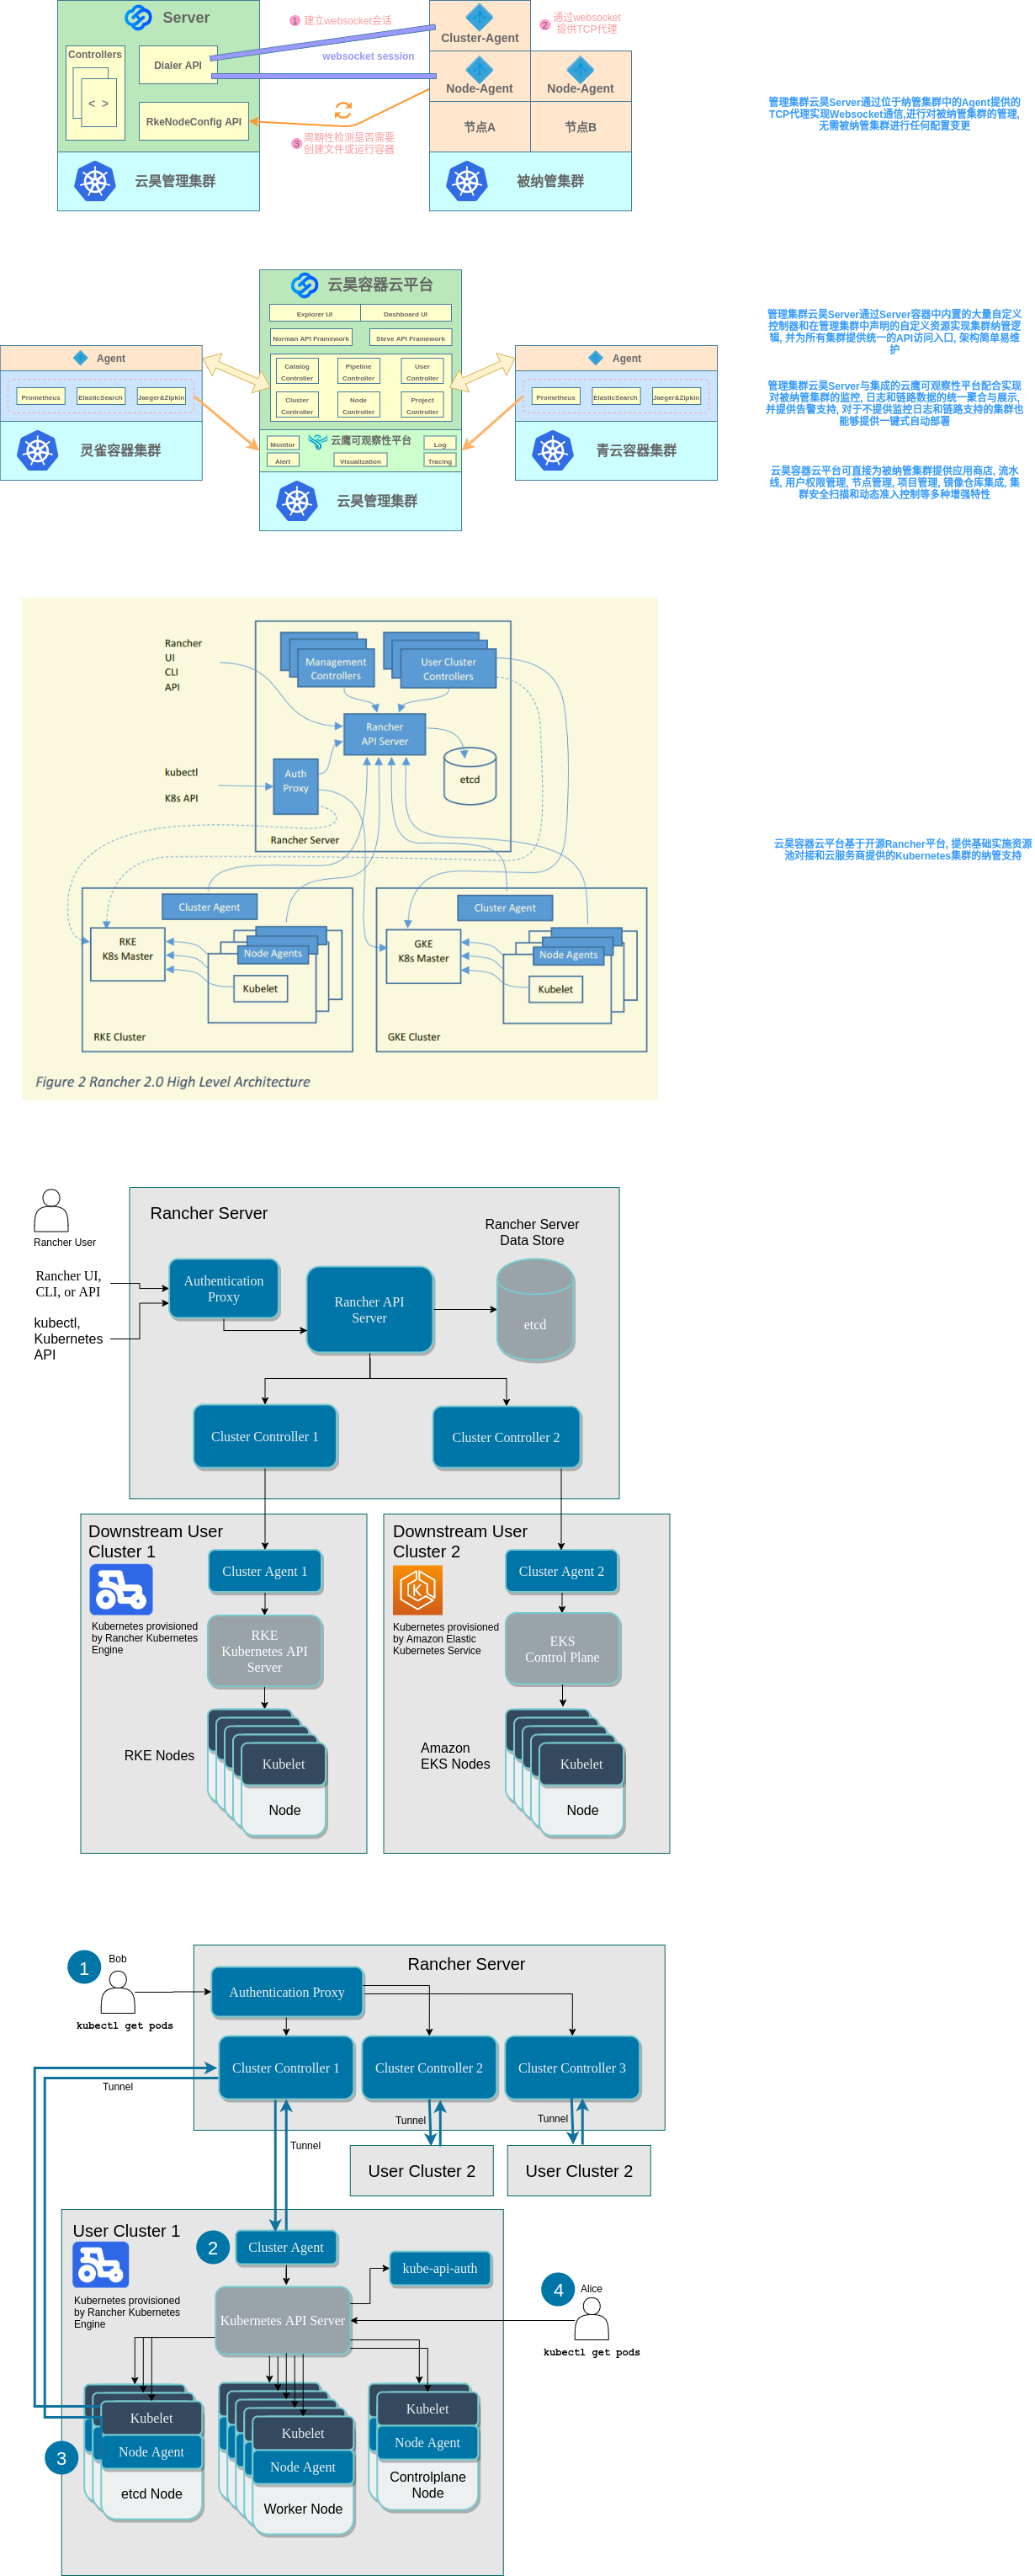 Server
Controllers
< >
Dialer API
RkeNodeConfig API
云昊管理集群
1 建立websocket会话
websocket session
3 周期性检测是否需要
创建文件或运行容器
Cluster-Agent
2 通过websocket
提供TCP代理
Node-Agent
Node-Agent
节点A
节点B
被纳管集群
管理集群云昊Server通过位于纳管集群中的Agent提供的
TCP代理实现Websocket通信,进行对被纳管集群的管理,
无需被纳管集群进行任何配置变更
云昊容器云平台
Explorer UI
Dashboard UI
Norman API Framework
Steve API Framework
Catalog
Controller
Pipeline
Controller
User
Controller
Cluster
Controller
Node
Controller
Project
Controller
云鹰可观察性平台
Monitor
Log
Alert
Visualization
Tracing
云昊管理集群
Agent
Prometheus
ElasticSearch
Jaeger&Zipkin
灵雀容器集群
Agent
Prometheus
ElasticSearch
Jaeger&Zipkin
青云容器集群
管理集群云昊Server通过Server容器中内置的大量自定义
控制器和在管理集群中声明的自定义资源实现集群纳管逻
辑, 并为所有集群提供统一的API访问入口, 架构简单易维
护
管理集群云昊Server与集成的云鹰可观察性平台配合实现
对被纳管集群的监控, 日志和链路数据的统一聚合与展示,
并提供告警支持, 对于不提供监控日志和链路支持的集群也
能够提供一键式自动部署
云昊容器云平台可直接为被纳管集群提供应用商店, 流水
线, 用户权限管理, 节点管理, 项目管理, 镜像仓库集成, 集
群安全扫描和动态准入控制等多种增强特性
Rancher
UI
CLI
API
Management
Controllers
User Cluster
Controllers
Rancher
API Server
kubectl
K8s API
Auth
Proxy
etcd
Rancher Server
Cluster Agent
RKE
K8s Master
Node Agents
Kubelet
RKE Cluster
Cluster Agent
GKE
K8s Master
Node Agents
Kubelet
GKE Cluster
Figure 2 Rancher 2.0 High Level Architecture
云昊容器云平台基于开源Rancher平台, 提供基础实施资源
池对接和云服务商提供的Kubernetes集群的纳管支持
Rancher User
Rancher Server
Rancher Server
Data Store
Rancher UI,
CLI, or API
Authentication
Proxy
Rancher API
Server
etcd
kubectl,
Kubernetes
API
Cluster Controller 1
Cluster Controller 2
Downstream User
Cluster 1
Cluster Agent 1
Kubernetes provisioned
by Rancher Kubernetes
Engine
RKE
Kubernetes API
Server
RKE Nodes
Kubelet
Node
Downstream User
Cluster 2
Cluster Agent 2
Kubernetes provisioned
by Amazon Elastic
Kubernetes Service
EKS
Control Plane
Amazon
EKS Nodes
Kubelet
Node
1
Bob
kubectl get pods
Rancher Server
Authentication Proxy
Cluster Controller 1
Cluster Controller 2
Cluster Controller 3
Tunnel
Tunnel
Tunnel
Tunnel
User Cluster 2
User Cluster 2
User Cluster 1
2
Cluster Agent
kube-api-auth
Kubernetes provisioned
by Rancher Kubernetes
Engine
Kubernetes API Server
4
Alice
kubectl get pods
Kubelet
Node Agent
etcd Node
3
Kubelet
Node Agent
Worker Node
Kubelet
Node Agent
Controlplane
Node